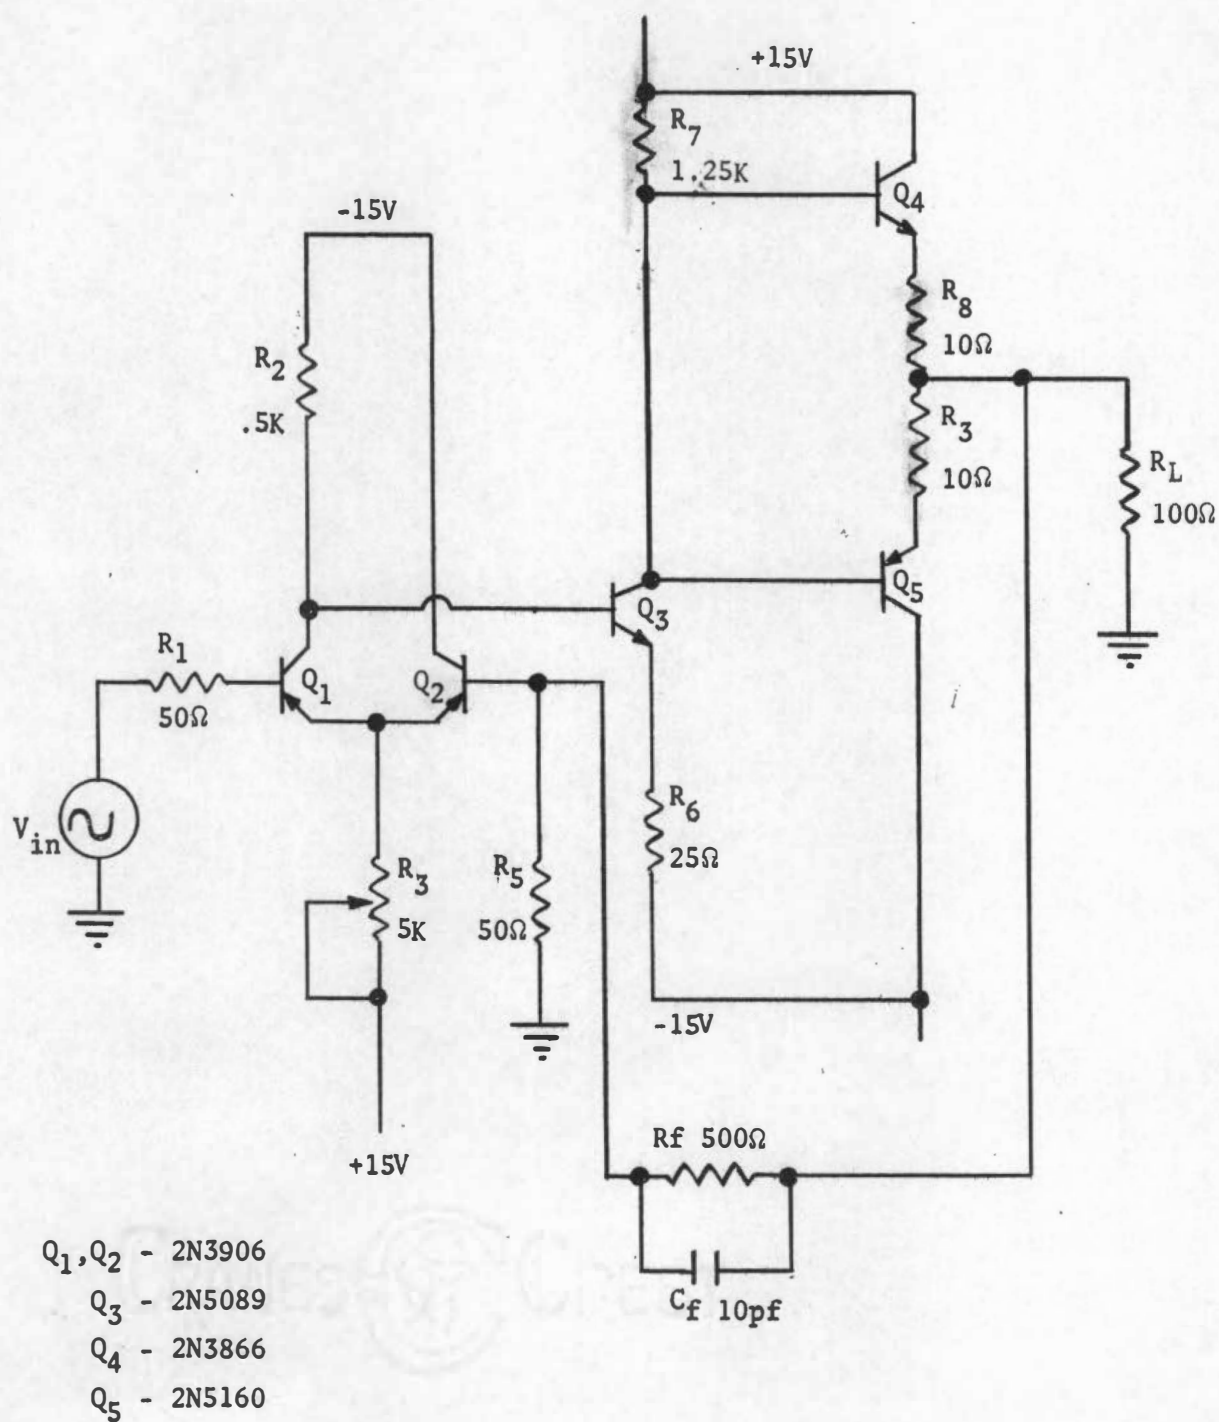 +15V
R7
1.25K
Q4
-15V
R8
10Ω
R2
.5K
R3
10Ω
RL
100Ω
Q5
Q3
R1
50Ω
Q1
Q2
Vin
R6
25Ω
R3
5K
R5
50Ω
-15V
+15V
Rf 500Ω
Cf 10pf
Q1,Q2 - 2N3906
Q3 - 2N5089
Q4 - 2N3866
Q5 - 2N5160